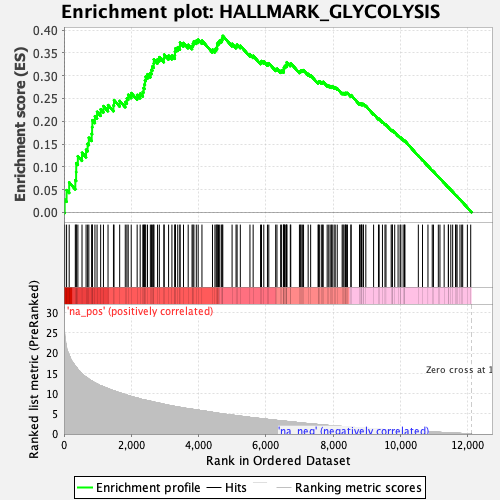 Enrichment plot: HALLMARK_GLYCOLYSIS
Enrichment score (ES)
0.40
0.35
0.30
0.25
0.20
0.15
0.10
0.05
0.00
'na_pos' (positively correlated)
Ranked list metric (PreRanked)
30
25
20
15
10
5
0
Zero cross at 1
'na_neg' (negatively correlated)
0
2,000
4,000
6,000
8,000
10,000
12,000
Rank in Ordered Dataset
Enrichment profile
Hits
Ranking metric scores